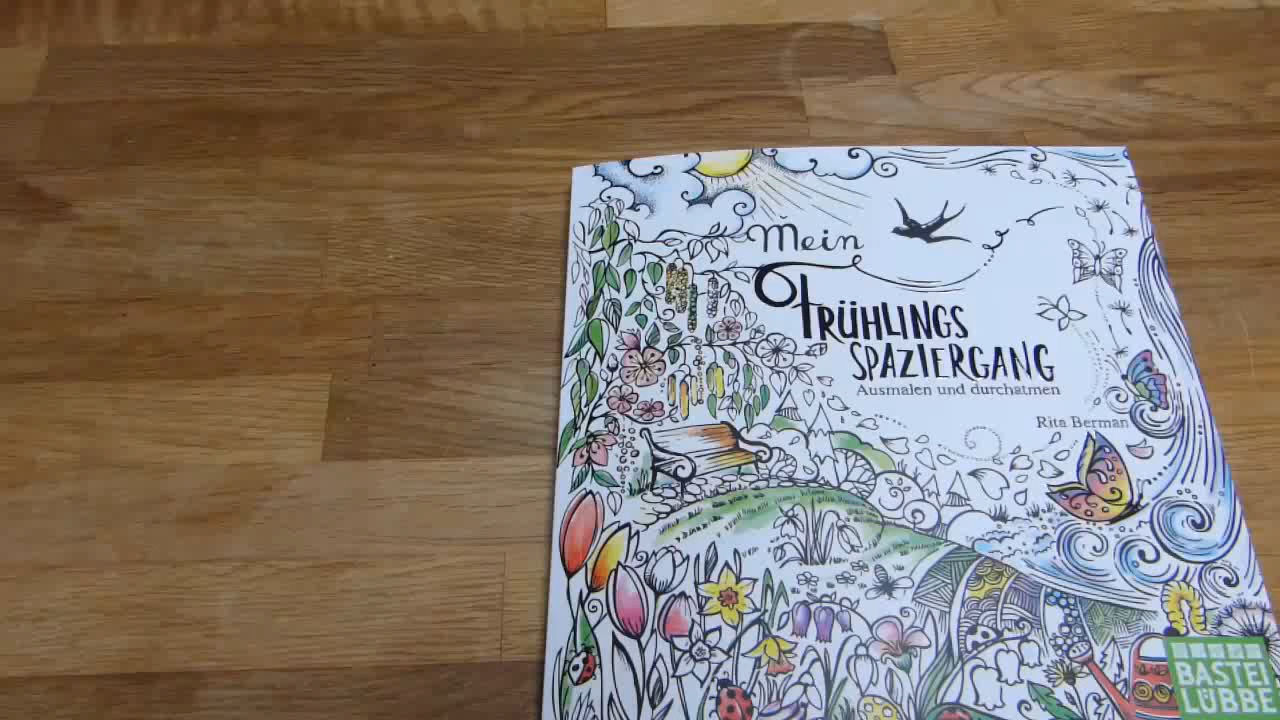 Mein
FRÜHLINGS
SPAZIERGANG
Ausmalen und durchatmen
Rita Berman
BASTEI
LÜBBE